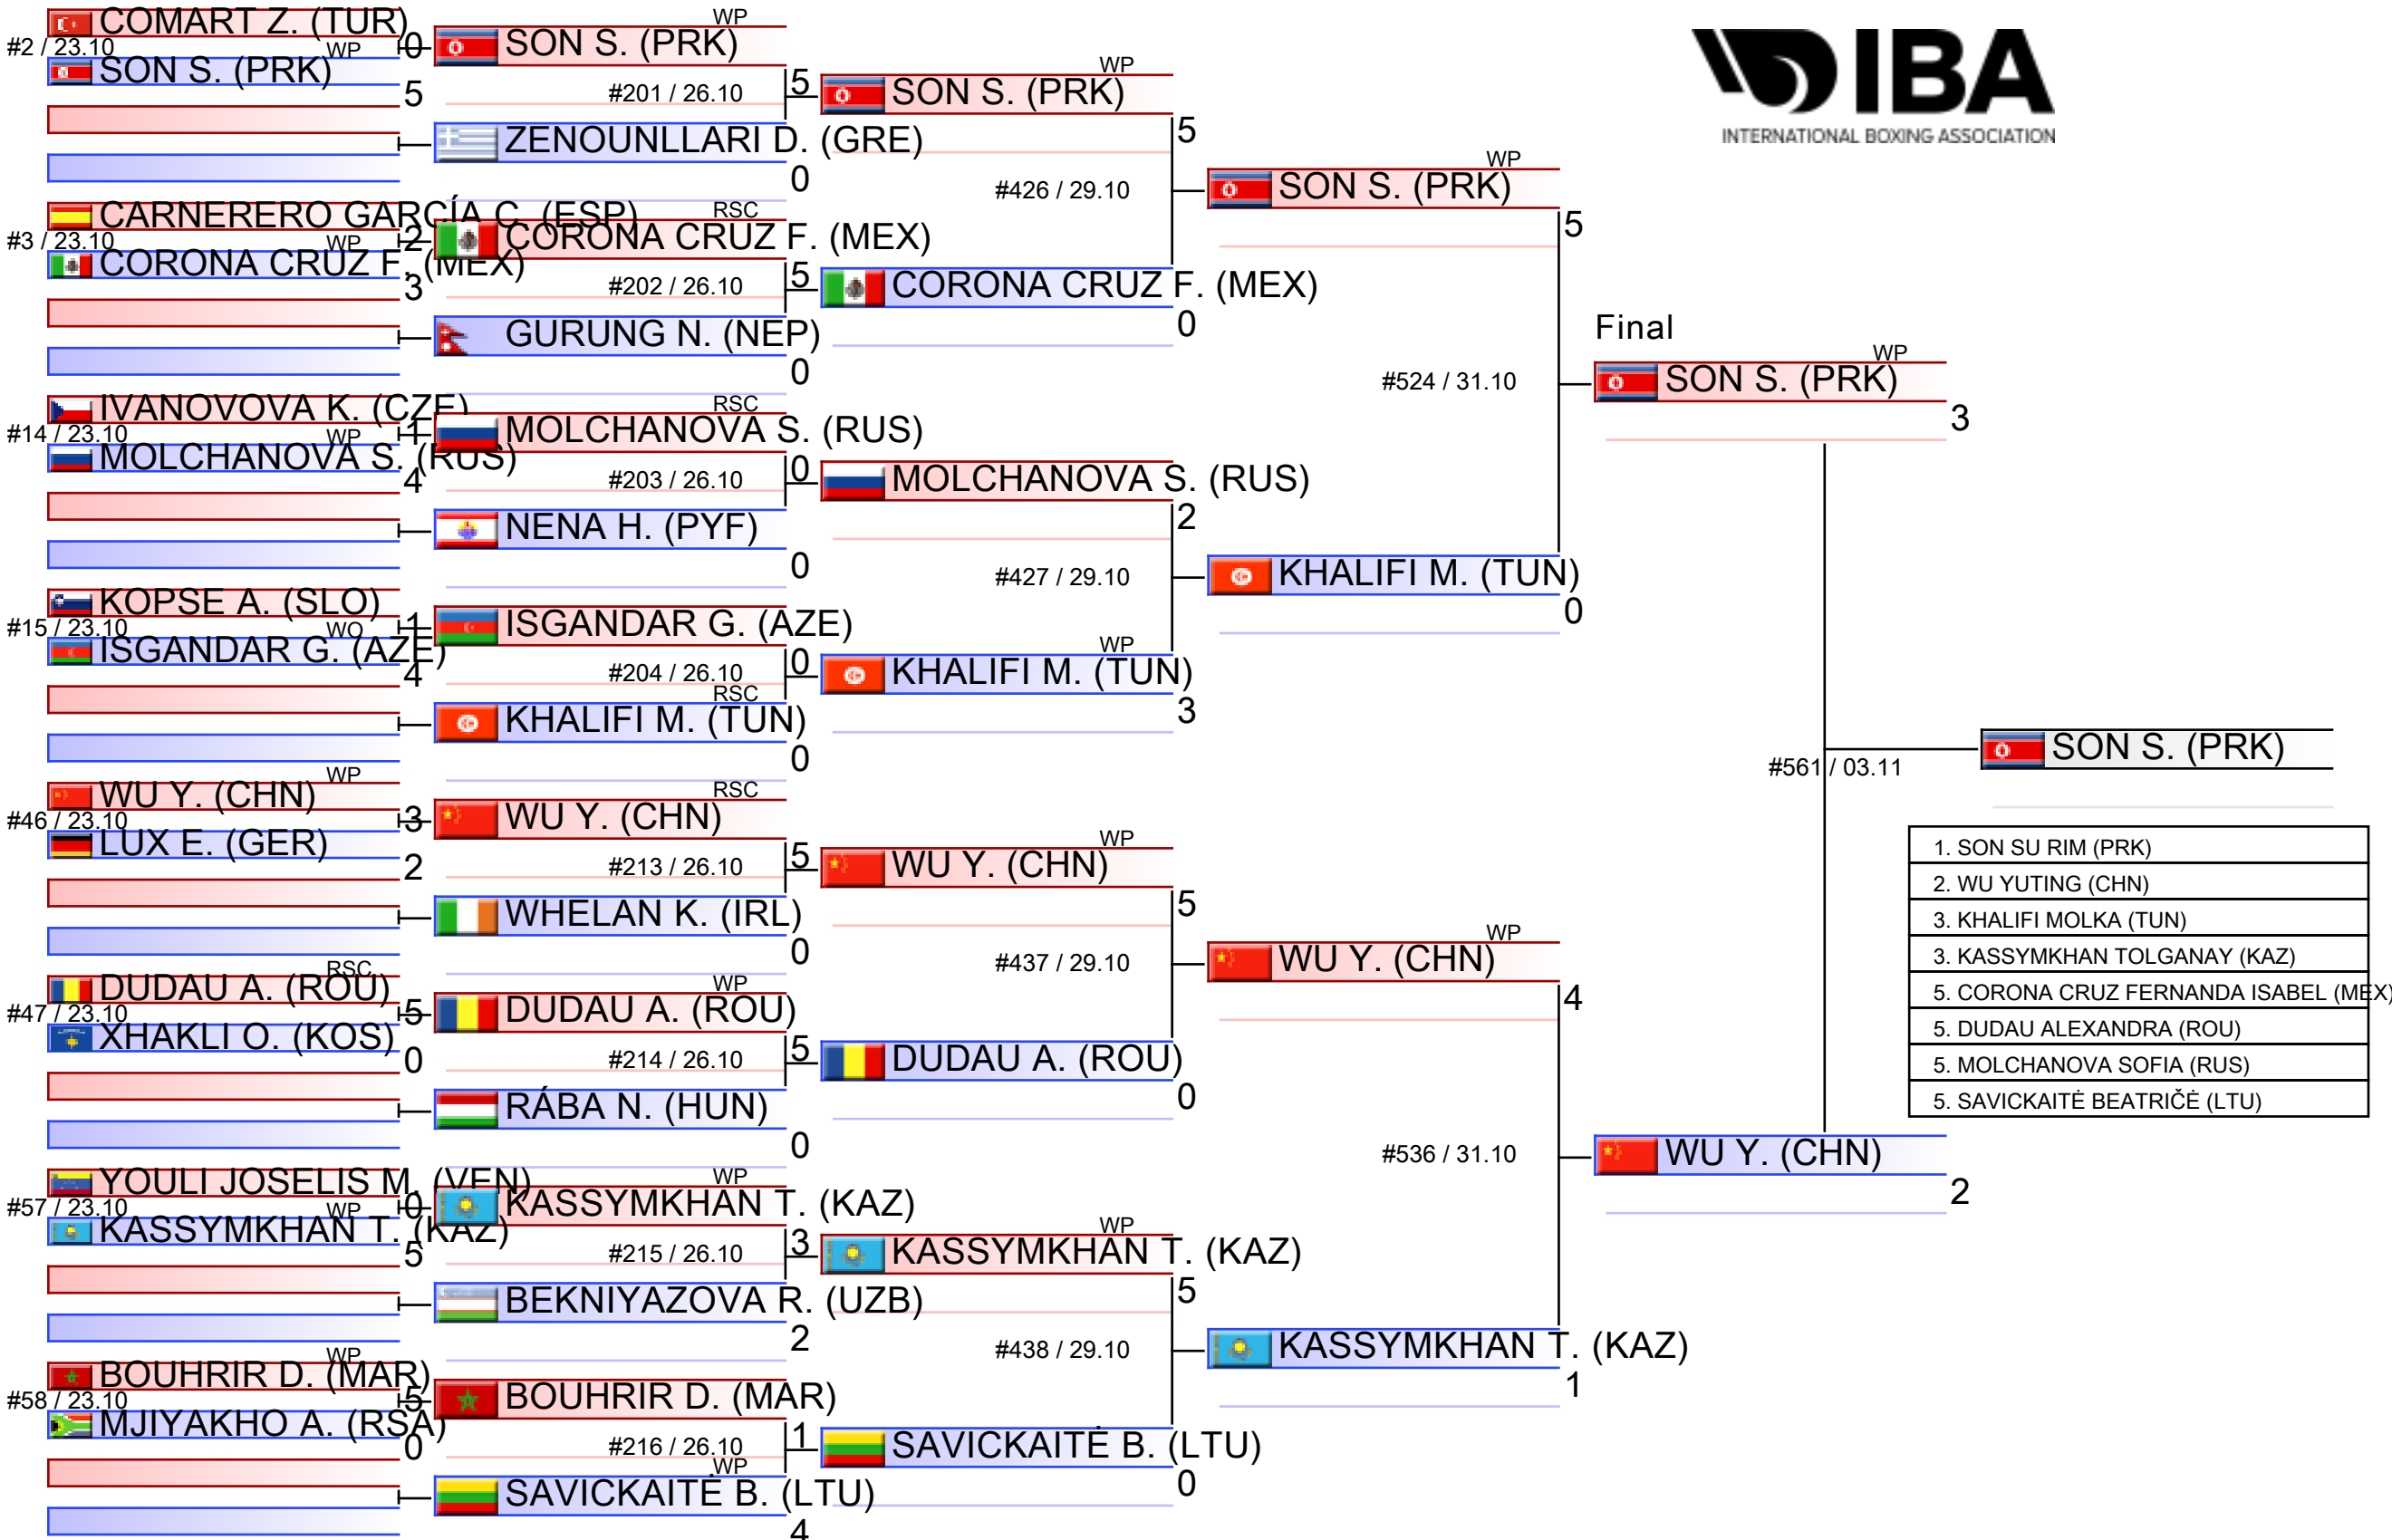 COMART Z. (TUR)
#2 / 23.10
WP
0
SON S. (PRK)
5
CARNERERO GARCÍA C. (ESP)
#3 / 23.10
WP
2
CORONA CRUZ F. (MEX)
3
IVANOVOVA K. (CZE)
#14 / 23.10
WP
1
MOLCHANOVA S. (RUS)
4
KOPSE A. (SLO)
#15 / 23.10
WO
1
ISGANDAR G. (AZE)
4
WP
WU Y. (CHN)
#46 / 23.10
3
LUX E. (GER)
2
RSC
DUDAU A. (ROU)
#47 / 23.10
5
XHAKLI O. (KOS)
0
YOULI JOSELIS M. (VEN)
#57 / 23.10
WP
0
KASSYMKHAN T. (KAZ)
5
WP
BOUHRIR D. (MAR)
#58 / 23.10
5
MJIYAKHO A. (RSA)
0
WP
SON S. (PRK)
#201 / 26.10
5
ZENOUNLLARI D. (GRE)
0
RSC
CORONA CRUZ F. (MEX)
#202 / 26.10
5
GURUNG N. (NEP)
0
RSC
MOLCHANOVA S. (RUS)
#203 / 26.10
0
NENA H. (PYF)
0
ISGANDAR G. (AZE)
#204 / 26.10
0
RSC
KHALIFI M. (TUN)
0
RSC
WU Y. (CHN)
#213 / 26.10
5
WHELAN K. (IRL)
0
WP
DUDAU A. (ROU)
#214 / 26.10
5
RÁBA N. (HUN)
0
WP
KASSYMKHAN T. (KAZ)
#215 / 26.10
3
BEKNIYAZOVA R. (UZB)
2
BOUHRIR D. (MAR)
#216 / 26.10
1
WP
SAVICKAITĖ B. (LTU)
4
WP
SON S. (PRK)
5
#426 / 29.10
CORONA CRUZ F. (MEX)
0
MOLCHANOVA S. (RUS)
2
#427 / 29.10
WP
KHALIFI M. (TUN)
3
WP
WU Y. (CHN)
5
#437 / 29.10
DUDAU A. (ROU)
0
WP
KASSYMKHAN T. (KAZ)
5
#438 / 29.10
SAVICKAITĖ B. (LTU)
0
WP
SON S. (PRK)
5
#524 / 31.10
KHALIFI M. (TUN)
0
WP
WU Y. (CHN)
4
#536 / 31.10
KASSYMKHAN T. (KAZ)
1
Final
WP
SON S. (PRK)
3
#561 / 03.11
WU Y. (CHN)
2
SON S. (PRK)
IBA
INTERNATIONAL BOXING ASSOCIATION
1. SON SU RIM (PRK)
2. WU YUTING (CHN)
3. KHALIFI MOLKA (TUN)
3. KASSYMKHAN TOLGANAY (KAZ)
5. CORONA CRUZ FERNANDA ISABEL (MEX)
5. DUDAU ALEXANDRA (ROU)
5. MOLCHANOVA SOFIA (RUS)
5. SAVICKAITĖ BEATRIČĖ (LTU)